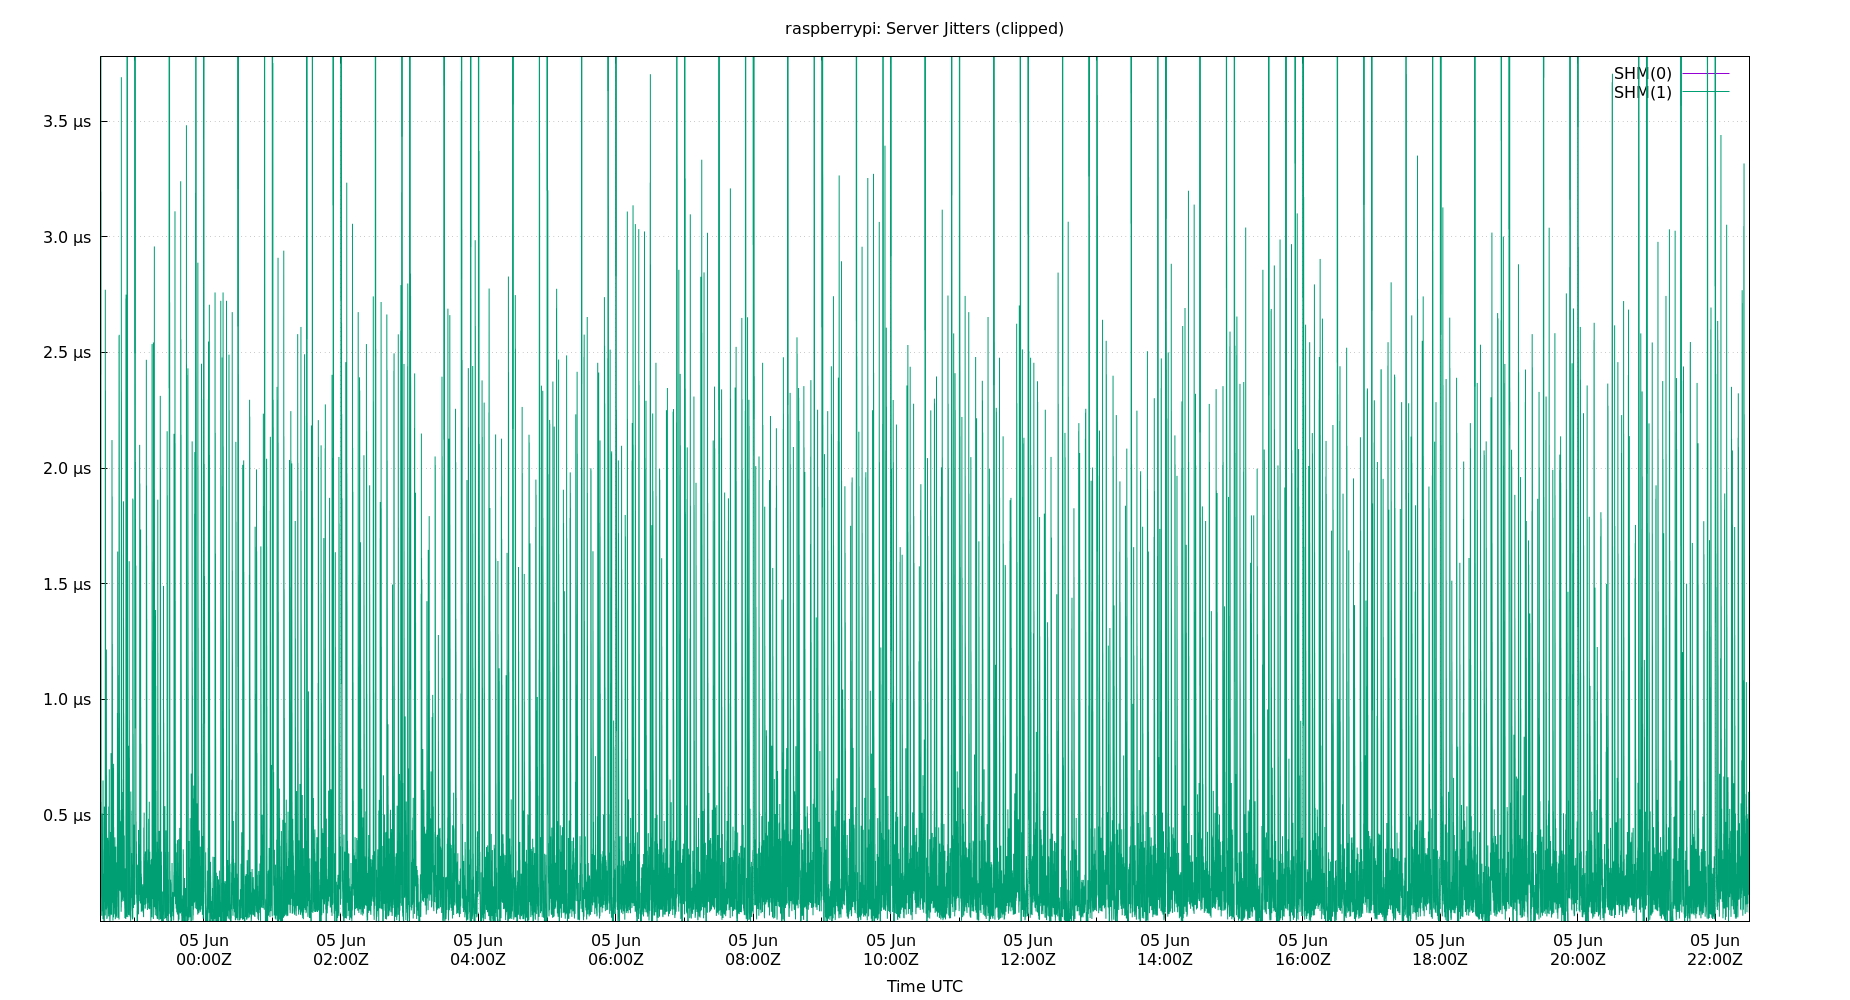 raspberrypi: Server Jitters (clipped)
SHM(0)
SHM(1)
3.5 µs
3.0 µs
2.5 µs
2.0 µs
1.5 µs
1.0 µs
0.5 µs
05 Jun 05 Jun 05 Jun 05 Jun 05 Jun 05 Jun 05 Jun 05 Jun 05 Jun 05 Jun 05 Jun 05 Jun
00:00Z 02:00Z 04:00Z 06:00Z 08:00Z 10:00Z 12:00Z 14:00Z 16:00Z 18:00Z 20:00Z 22:00Z
Time UTC